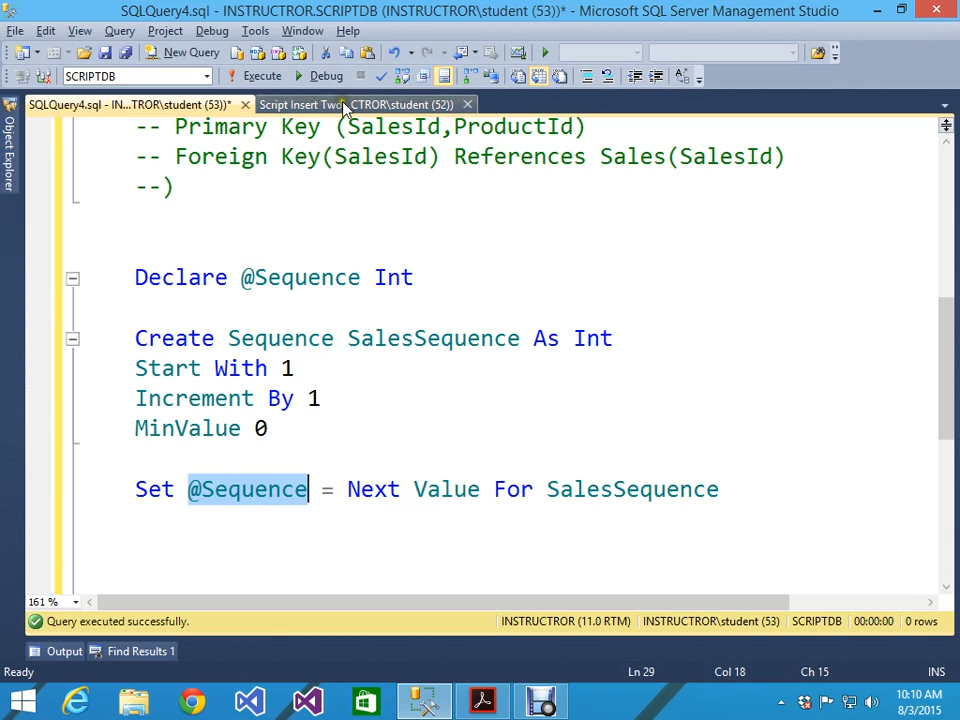 SQLQuery4.sql - INSTRUCTROR.SCRIPTDB (INSTRUCTROR\student (53))* - Microsoft SQL Server Management Studio
File Edit View Query Project Debug Tools Window Help
New Query
SCRIPTDB Execute Debug
SQLQuery4.sql - IN...TROR\student (53))* Script Insert Two CTROR\student (52))
Object Explorer
-- Primary Key (SalesId,ProductId)
-- Foreign Key(SalesId) References Sales(SalesId)
--)
Declare @Sequence Int
Create Sequence SalesSequence As Int
Start With 1
Increment By 1
MinValue 0
Set @Sequence = Next Value For SalesSequence
161 %
Query executed successfully. INSTRUCTROR (11.0 RTM) INSTRUCTROR\student (53) SCRIPTDB 00:00:00 0 rows
Output Find Results 1
Ready Ln 29 Col 18 Ch 15 INS
10:10 AM
8/3/2015